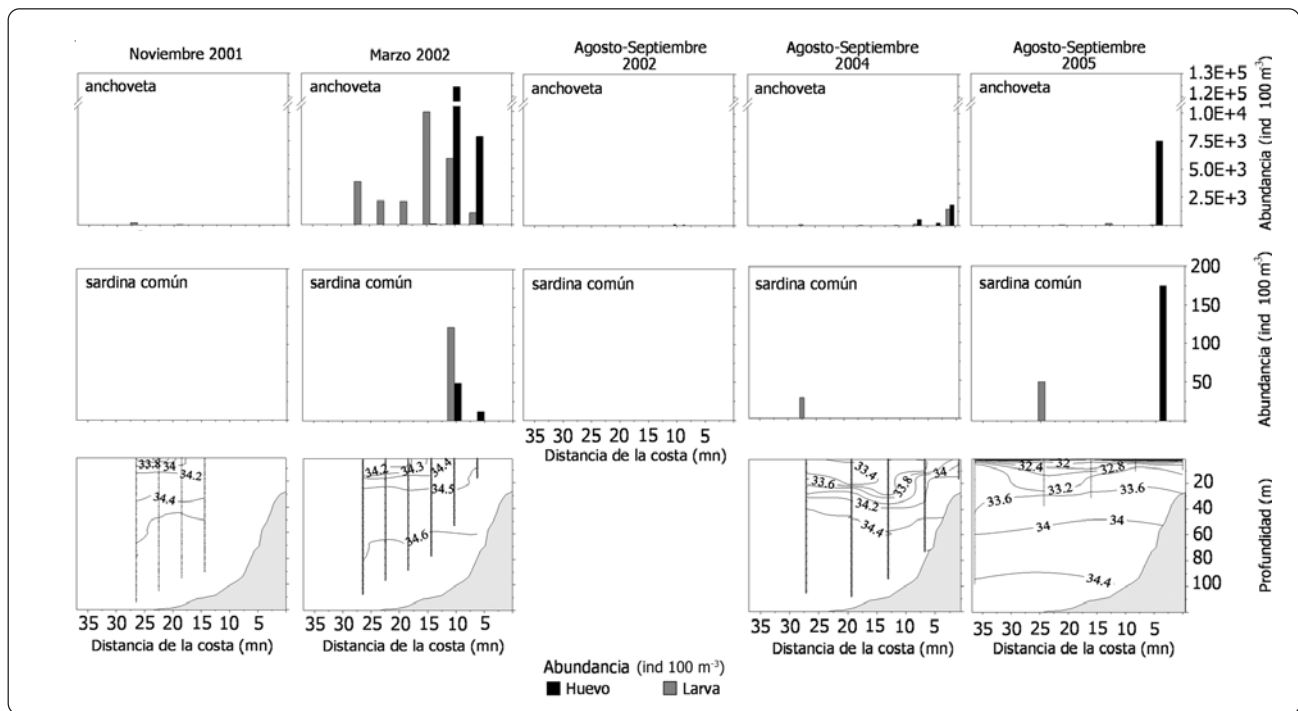 Noviembre 2001
Marzo 2002
Agosto-Septiembre
2002
Agosto-Septiembre
2004
Agosto-Septiembre
2005
anchoveta
anchoveta
anchoveta
anchoveta
anchoveta
1.3E+5
1.2E+5
1.0E+4
7.5E+3
5.0E+3
2.5E+3
Abundancia (ind 100 m⁻³)
sardina común
sardina común
sardina común
sardina común
sardina común
200
150
100
50
Abundancia (ind 100 m⁻³)
35 30 25 20 15 10 5
Distancia de la costa (mn)
33.8 34
34.2
34.4
34.2 34.3 34.4
34.5
34.6
33.4 34
33.6 33.8
34.2
34.4
32.4 32 32.8
33.6 33.2 33.6
34 34
34.4
20
40
60
80
100
Profundidad (m)
35 30 25 20 15 10 5
35 30 25 20 15 10 5
35 30 25 20 15 10 5
35 30 25 20 15 10 5
Distancia de la costa (mn)
Distancia de la costa (mn)
Distancia de la costa (mn)
Distancia de la costa (mn)
Abundancia (ind 100 m⁻³)
Huevo Larva